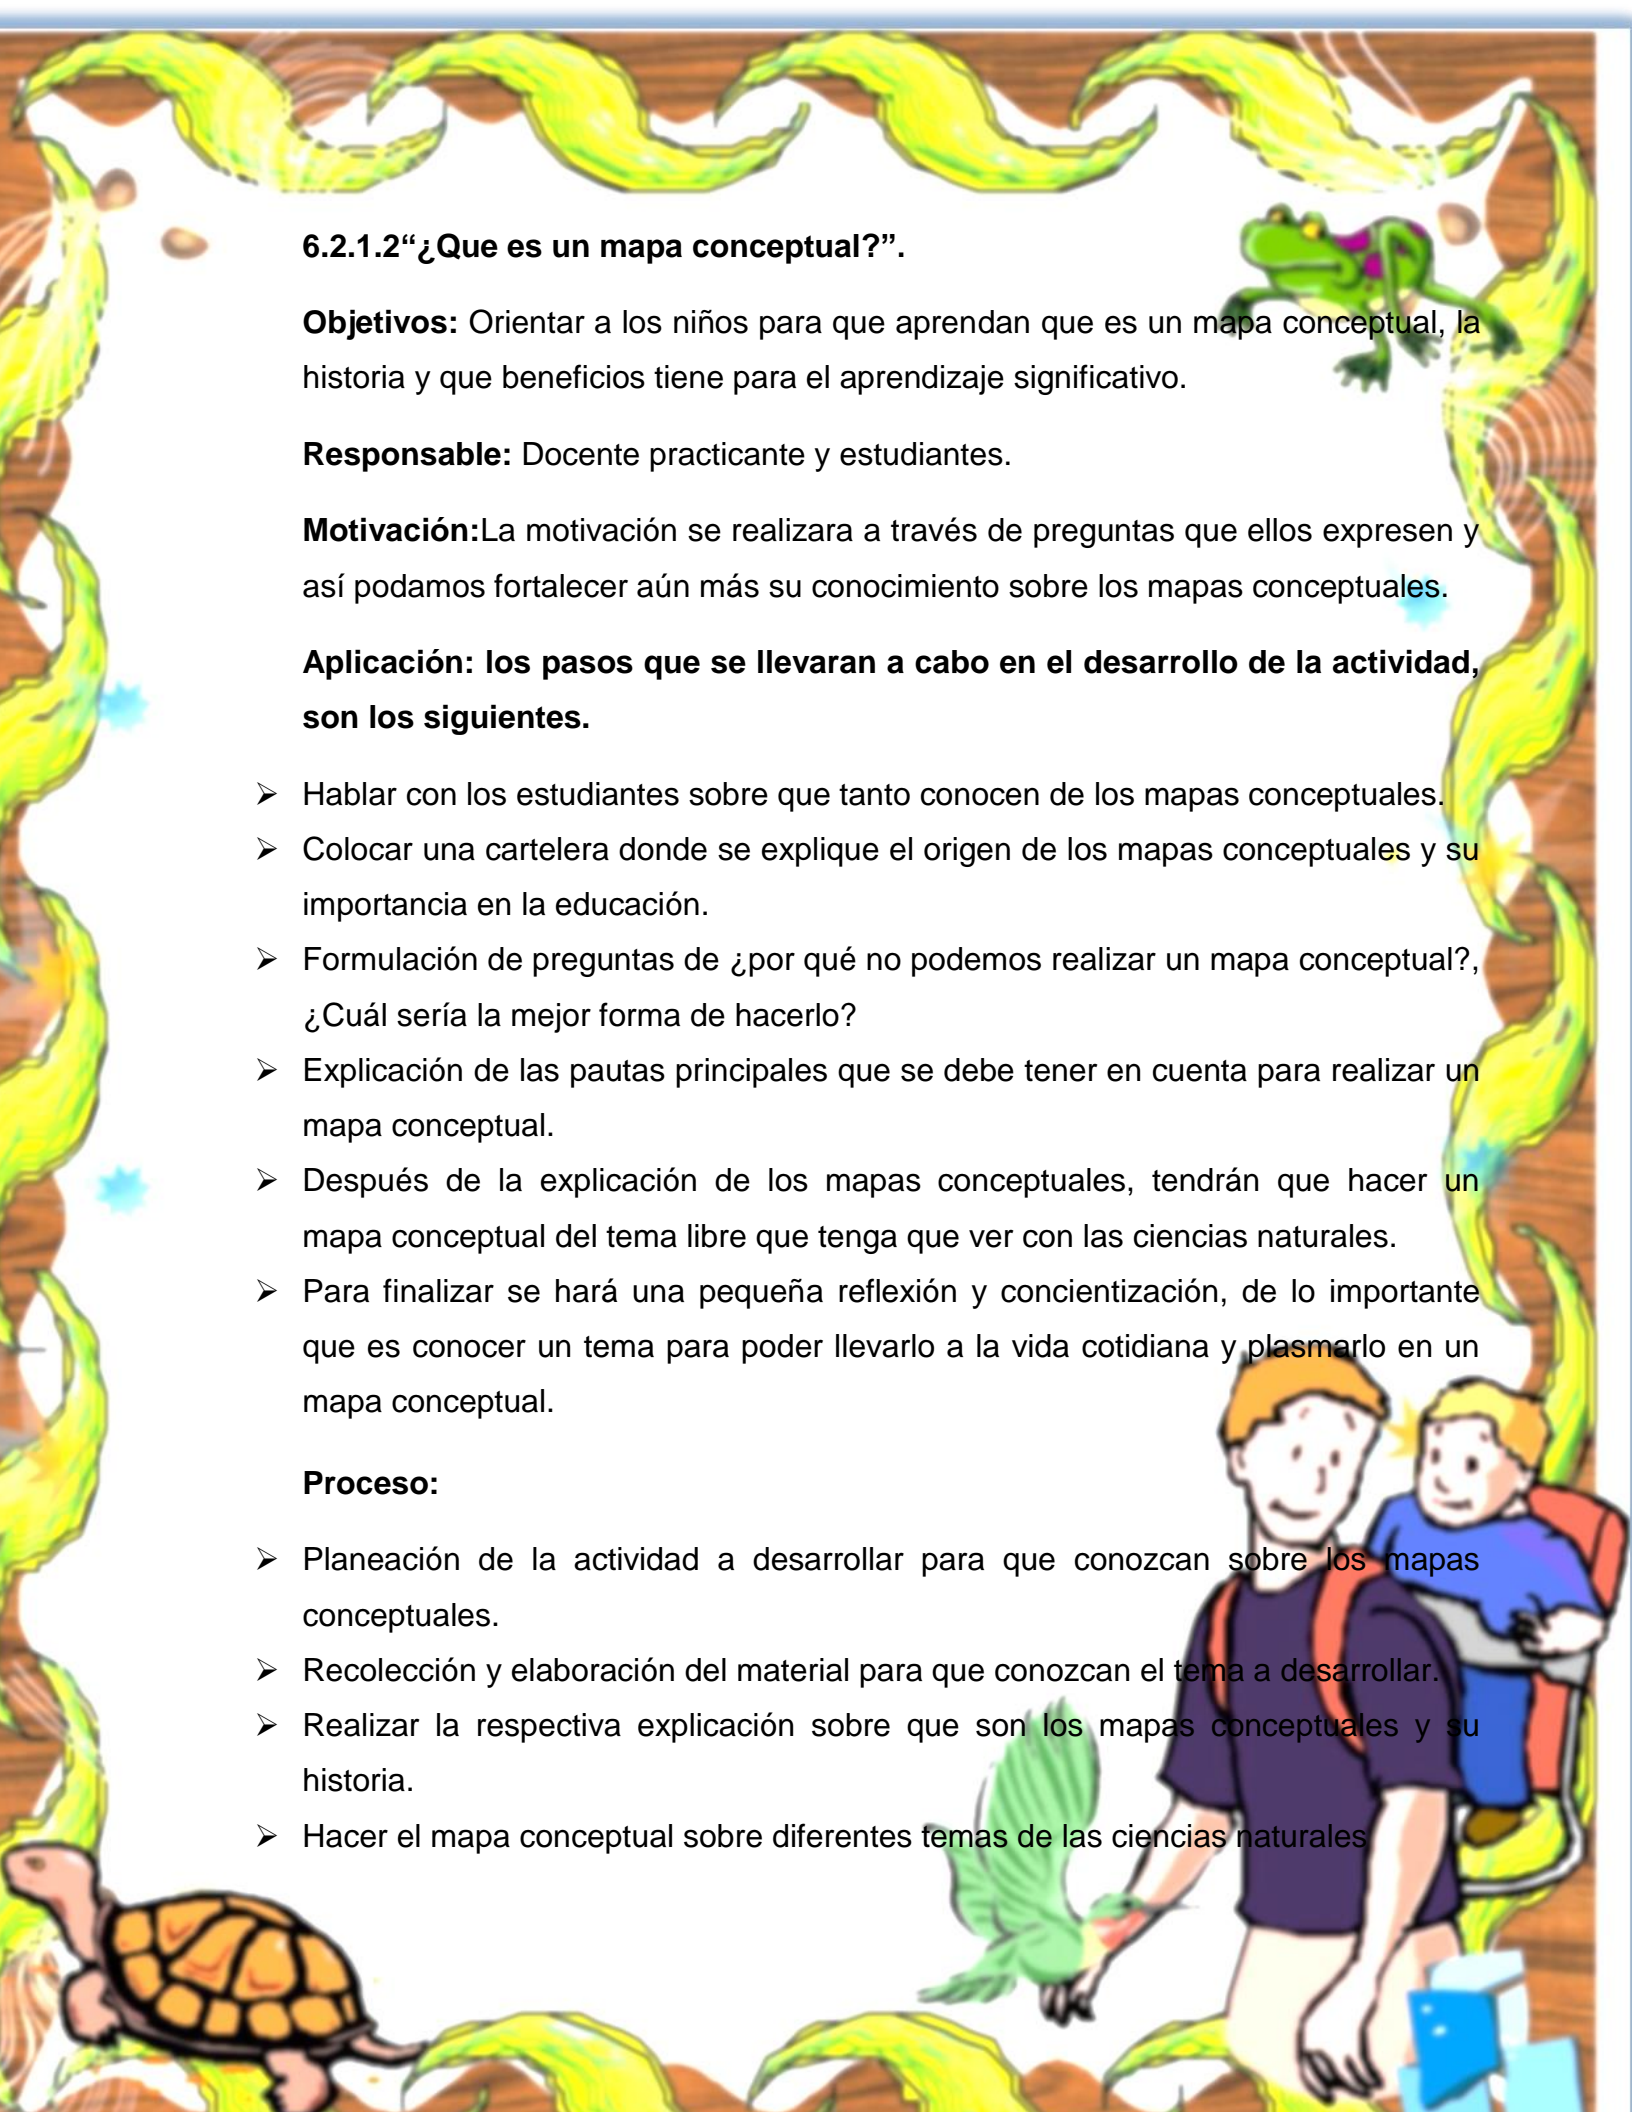 6.2.1.2“¿Que es un mapa conceptual?”.
Objetivos: Orientar a los niños para que aprendan que es un mapa conceptual, la
historia y que beneficios tiene para el aprendizaje significativo.
Responsable: Docente practicante y estudiantes.
Motivación:La motivación se realizara a través de preguntas que ellos expresen y
así podamos fortalecer aún más su conocimiento sobre los mapas conceptuales.
Aplicación: los pasos que se llevaran a cabo en el desarrollo de la actividad,
son los siguientes.
➢ Hablar con los estudiantes sobre que tanto conocen de los mapas conceptuales.
➢ Colocar una cartelera donde se explique el origen de los mapas conceptuales y su
importancia en la educación.
➢ Formulación de preguntas de ¿por qué no podemos realizar un mapa conceptual?,
¿Cuál sería la mejor forma de hacerlo?
➢ Explicación de las pautas principales que se debe tener en cuenta para realizar un
mapa conceptual.
➢ Después de la explicación de los mapas conceptuales, tendrán que hacer un
mapa conceptual del tema libre que tenga que ver con las ciencias naturales.
➢ Para finalizar se hará una pequeña reflexión y concientización, de lo importante
que es conocer un tema para poder llevarlo a la vida cotidiana y plasmarlo en un
mapa conceptual.
Proceso:
➢ Planeación de la actividad a desarrollar para que conozcan sobre los mapas
conceptuales.
➢ Recolección y elaboración del material para que conozcan el tema a desarrollar.
➢ Realizar la respectiva explicación sobre que son los mapas conceptuales y su
historia.
➢ Hacer el mapa conceptual sobre diferentes temas de las ciencias naturales